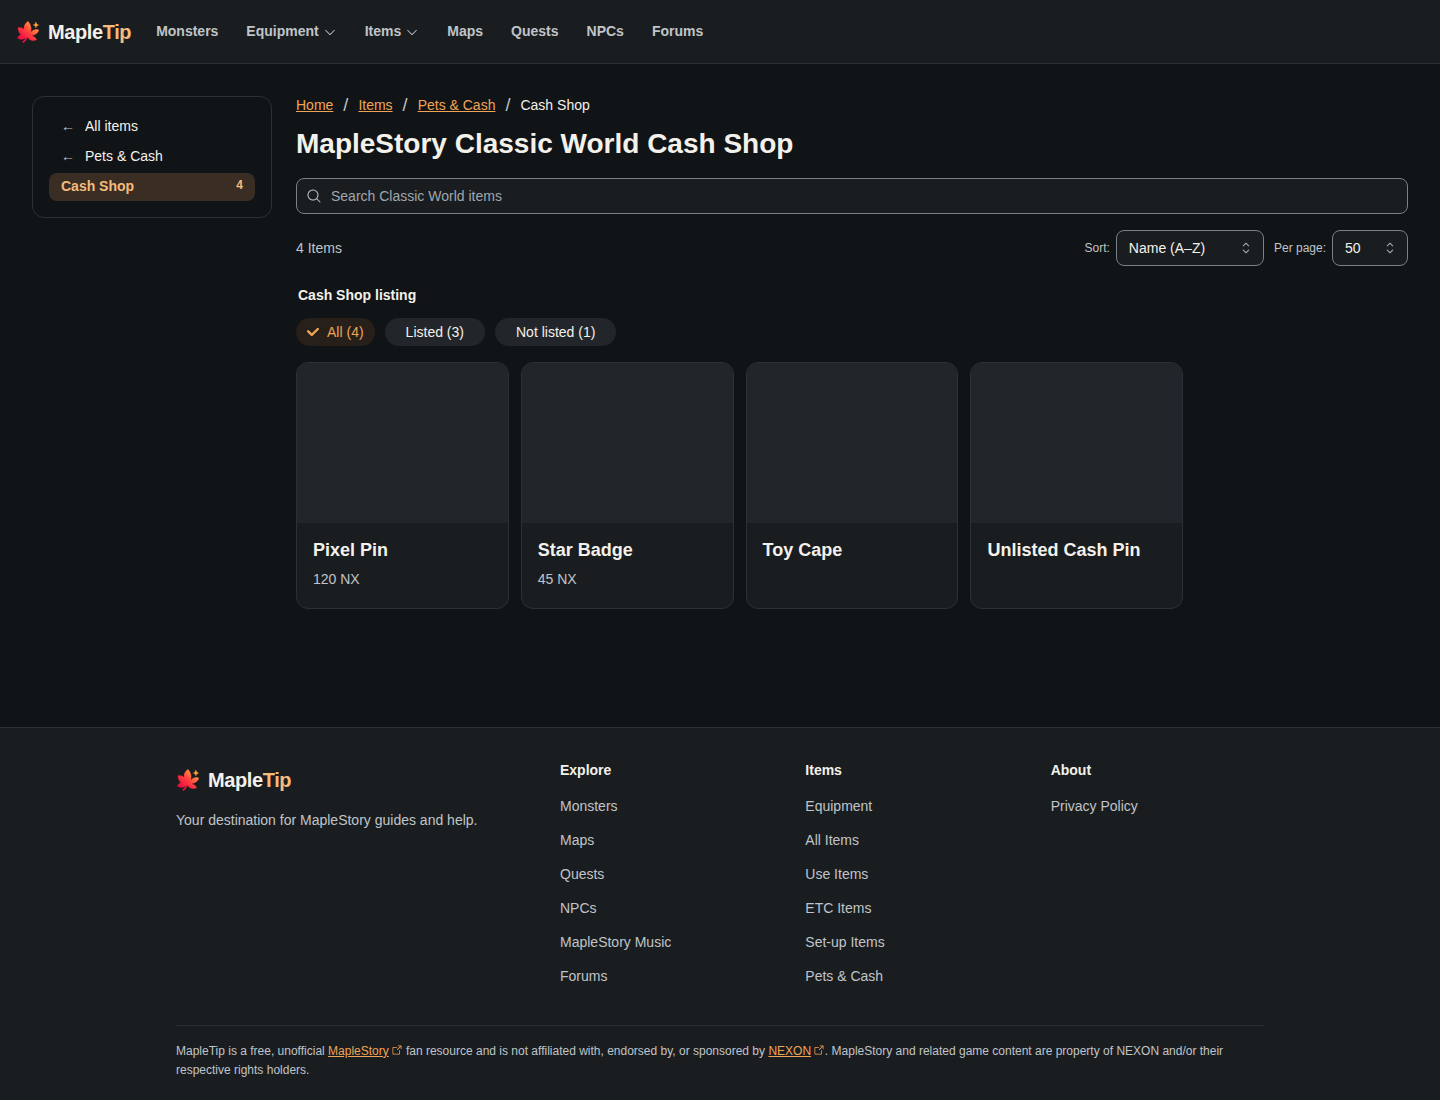 MapleTip Monsters Equipment Items Maps Quests NPCs Forums
← All items
← Pets & Cash
Cash Shop 4
Home / Items / Pets & Cash / Cash Shop
MapleStory Classic World Cash Shop
Search Classic World items
4 Items Sort: Name (A–Z) Per page: 50
Cash Shop listing
All (4) Listed (3) Not listed (1)
Pixel Pin
120 NX
Star Badge
45 NX
Toy Cape
Unlisted Cash Pin
MapleTip
Your destination for MapleStory guides and help.
Explore
Monsters
Maps
Quests
NPCs
MapleStory Music
Forums
Items
Equipment
All Items
Use Items
ETC Items
Set-up Items
Pets & Cash
About
Privacy Policy
MapleTip is a free, unofficial MapleStory fan resource and is not affiliated with, endorsed by, or sponsored by NEXON. MapleStory and related game content are property of NEXON and/or their
respective rights holders.